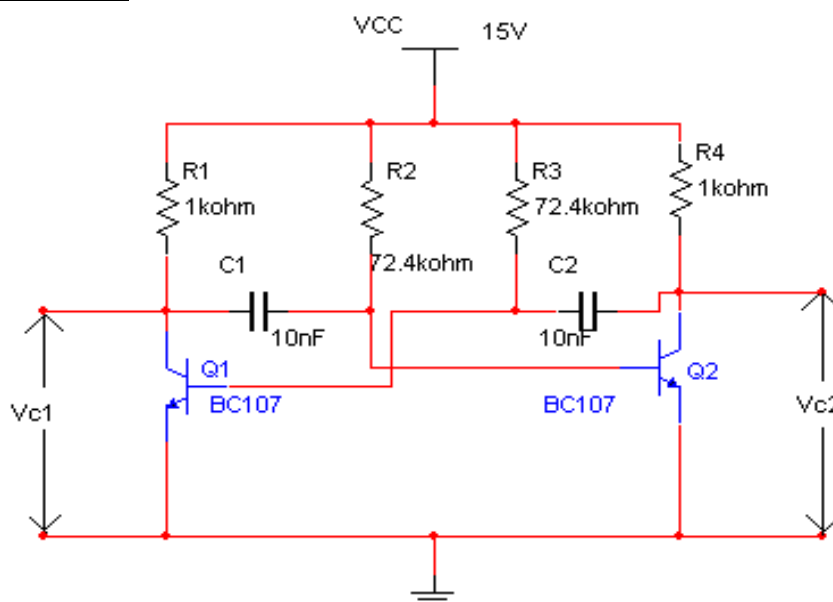 VCC 15V
R1
1kohm
R2
72.4kohm
R3
72.4kohm
R4
1kohm
C1
10nF
C2
10nF
Q1
BC107
Q2
BC107
Vc1
Vc2